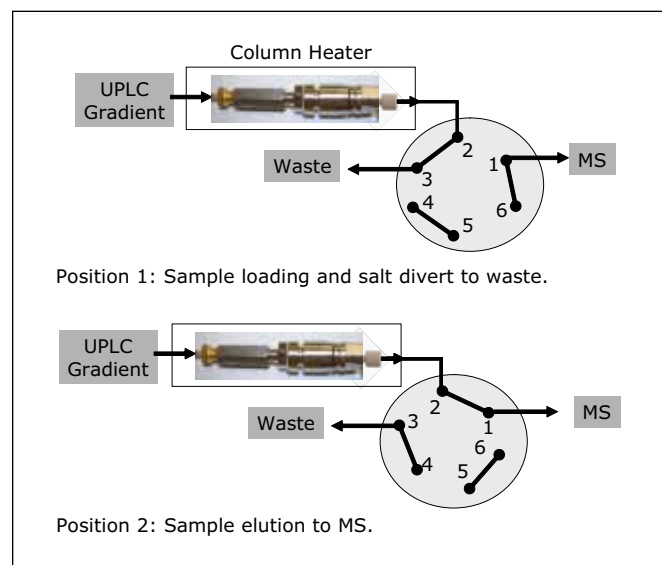 Column Heater
UPLC
Gradient
2
Waste
3
1
MS
4
6
5
Position 1: Sample loading and salt divert to waste.
UPLC
Gradient
2
Waste
3
1
MS
6
4
5
Position 2: Sample elution to MS.